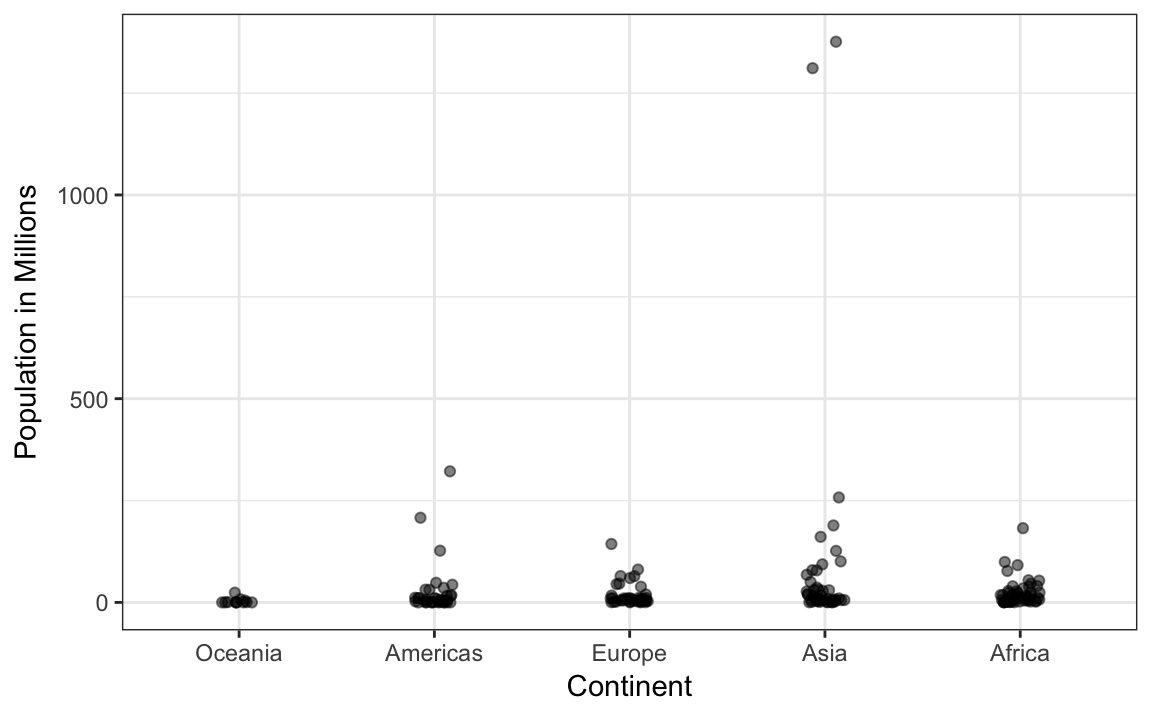 Population in Millions
1000
500
0
Oceania Americas Europe Asia Africa
Continent